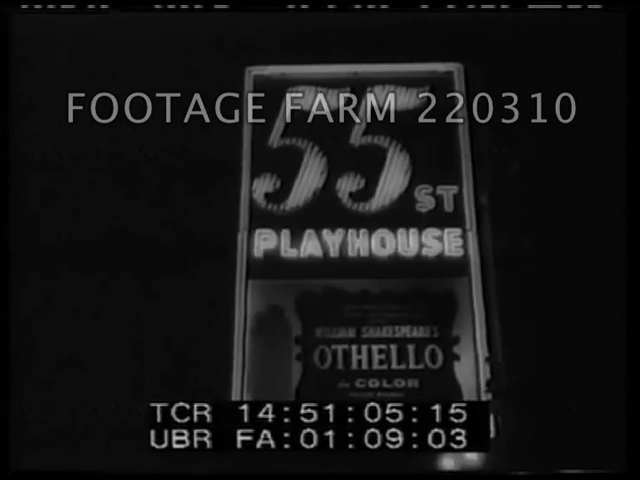 FOOTAGE FARM 220310
55
ST
PLAYHOUSE
WILLIAM SHAKESPEARE'S
OTHELLO
in COLOR
TCR 14:51:05:15
UBR FA:01:09:03